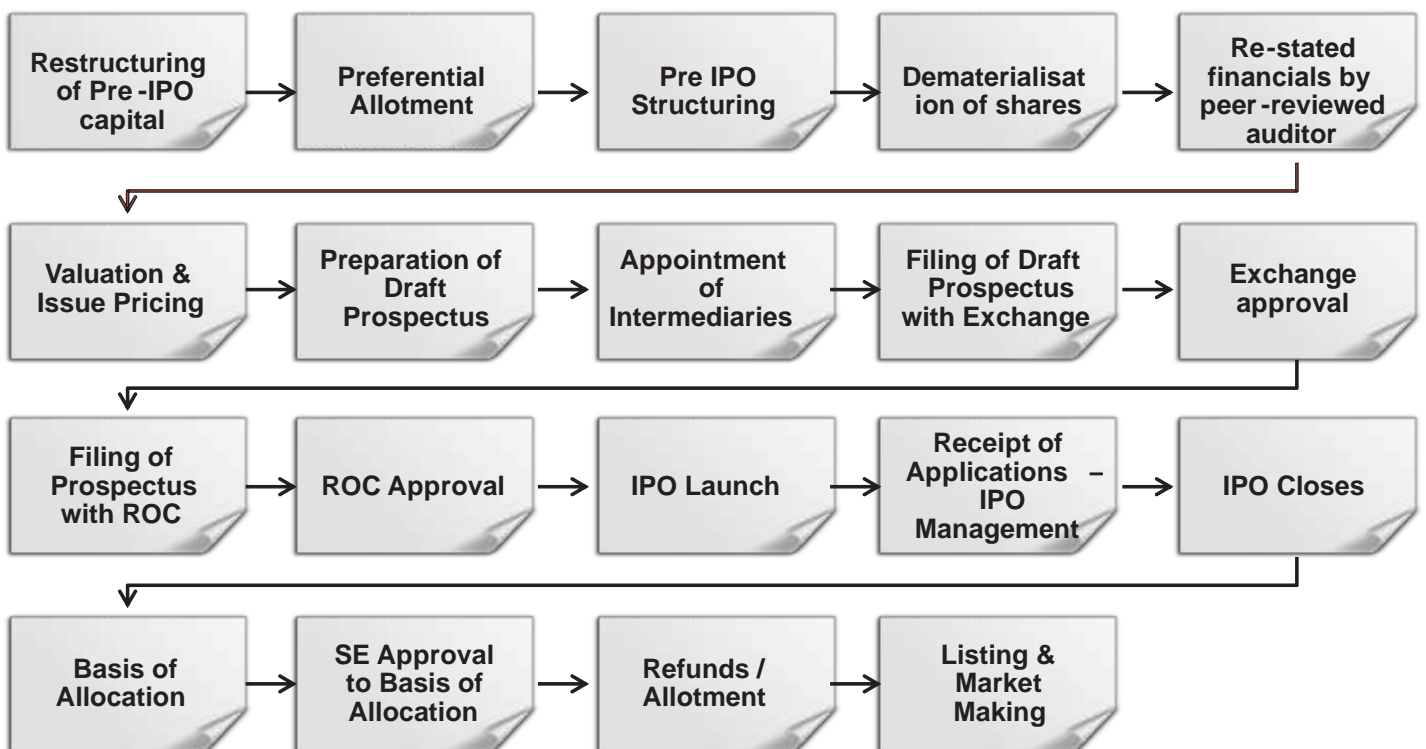 Restructuring
of Pre-IPO
capital
Preferential
Allotment
Pre IPO
Structuring
Dematerialisat
ion of shares
Re-stated
financials by
peer-reviewed
auditor
Valuation &
Issue Pricing
Preparation of
Draft
Prospectus
Appointment
of
Intermediaries
Filing of Draft
Prospectus
with Exchange
Exchange
approval
Filing of
Prospectus
with ROC
ROC Approval
IPO Launch
Receipt of
Applications –
IPO
Management
IPO Closes
Basis of
Allocation
SE Approval
to Basis of
Allocation
Refunds /
Allotment
Listing &
Market
Making